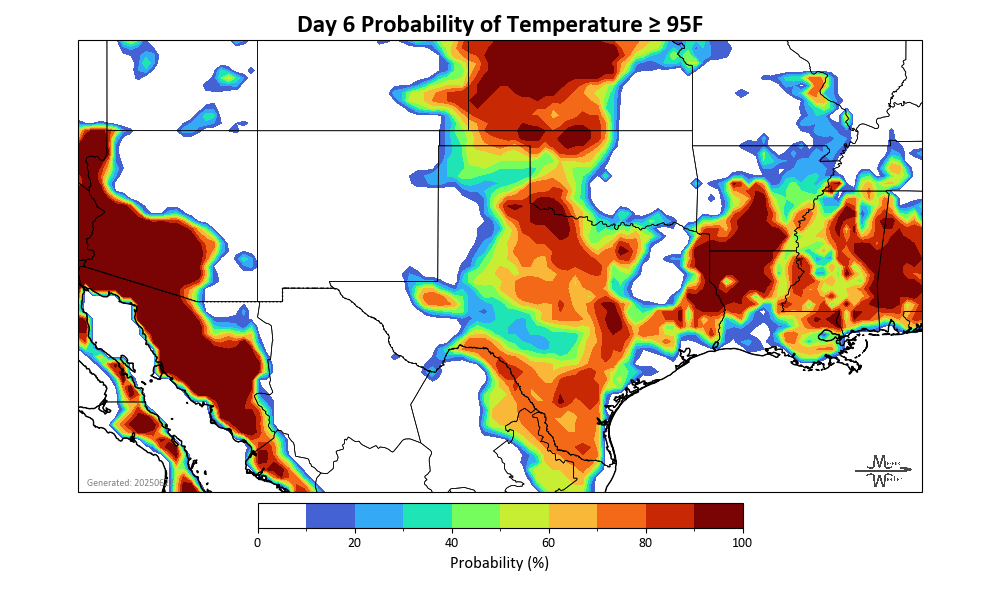 Day 6 Probability of Temperature ≥ 95F
Generated: 202506
0 20 40 60 80 100
Probability (%)